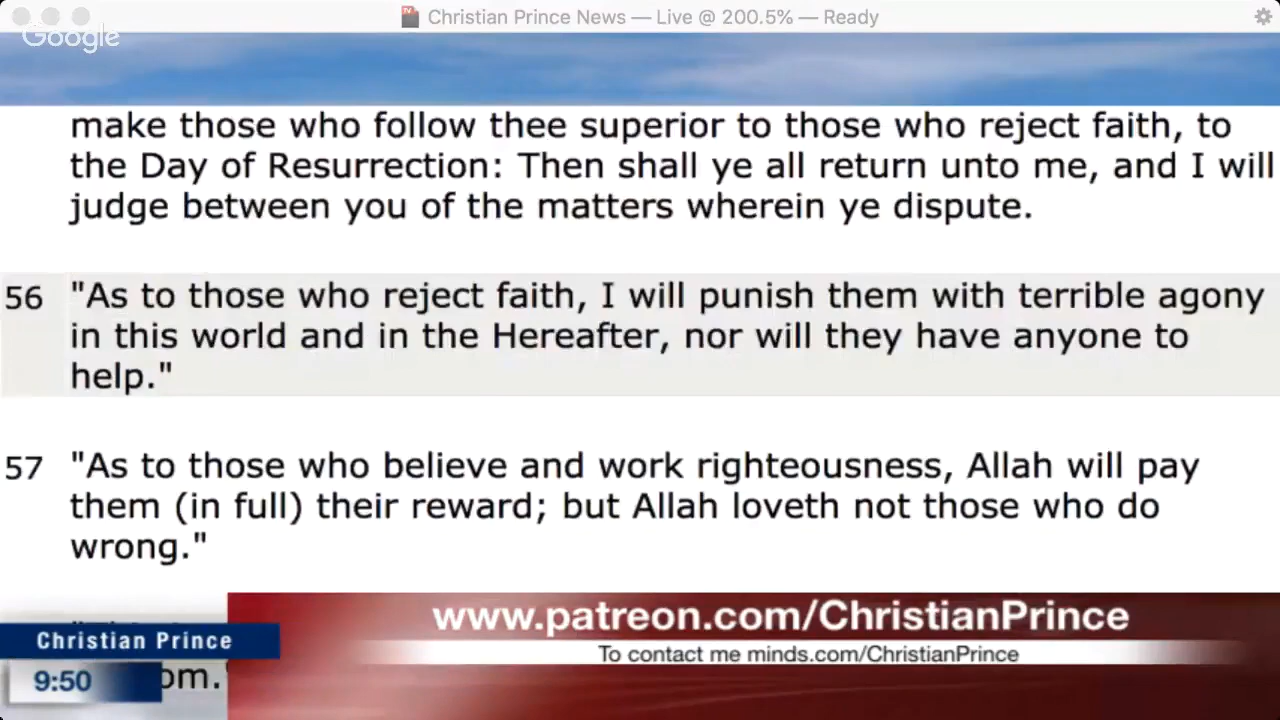 Christian Prince News — Live @ 200.5% — Ready
Google
make those who follow thee superior to those who reject faith, to
the Day of Resurrection: Then shall ye all return unto me, and I will
judge between you of the matters wherein ye dispute.
56 "As to those who reject faith, I will punish them with terrible agony
in this world and in the Hereafter, nor will they have anyone to
help."
57 "As to those who believe and work righteousness, Allah will pay
them (in full) their reward; but Allah loveth not those who do
wrong."
www.patreon.com/ChristianPrince
Christian Prince
To contact me minds.com/ChristianPrince
9:50